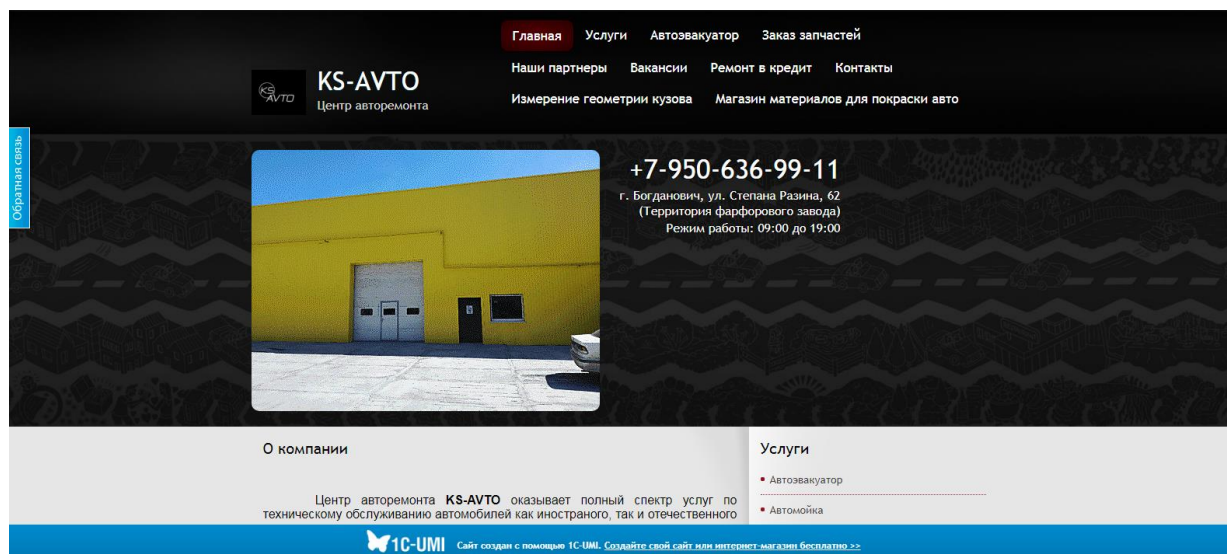 Главная Услуги Автоэвакуатор Заказ запчастей
Наши партнеры Вакансии Ремонт в кредит Контакты
Измерение геометрии кузова Магазин материалов для покраски авто
KS AVTO
KS-AVTO
Центр авторемонта
Обратная связь
+7-950-636-99-11
г. Богданович, ул. Степана Разина, 62
(Территория фарфорового завода)
Режим работы: 09:00 до 19:00
О компании
Центр авторемонта KS-AVTO оказывает полный спектр услуг по
техническому обслуживанию автомобилей как иностраного, так и отечественного
Услуги
Автоэвакуатор
Автомойка
1C-UMI Сайт создан с помощью 1C-UMI. Создайте свой сайт или интернет-магазин бесплатно >>